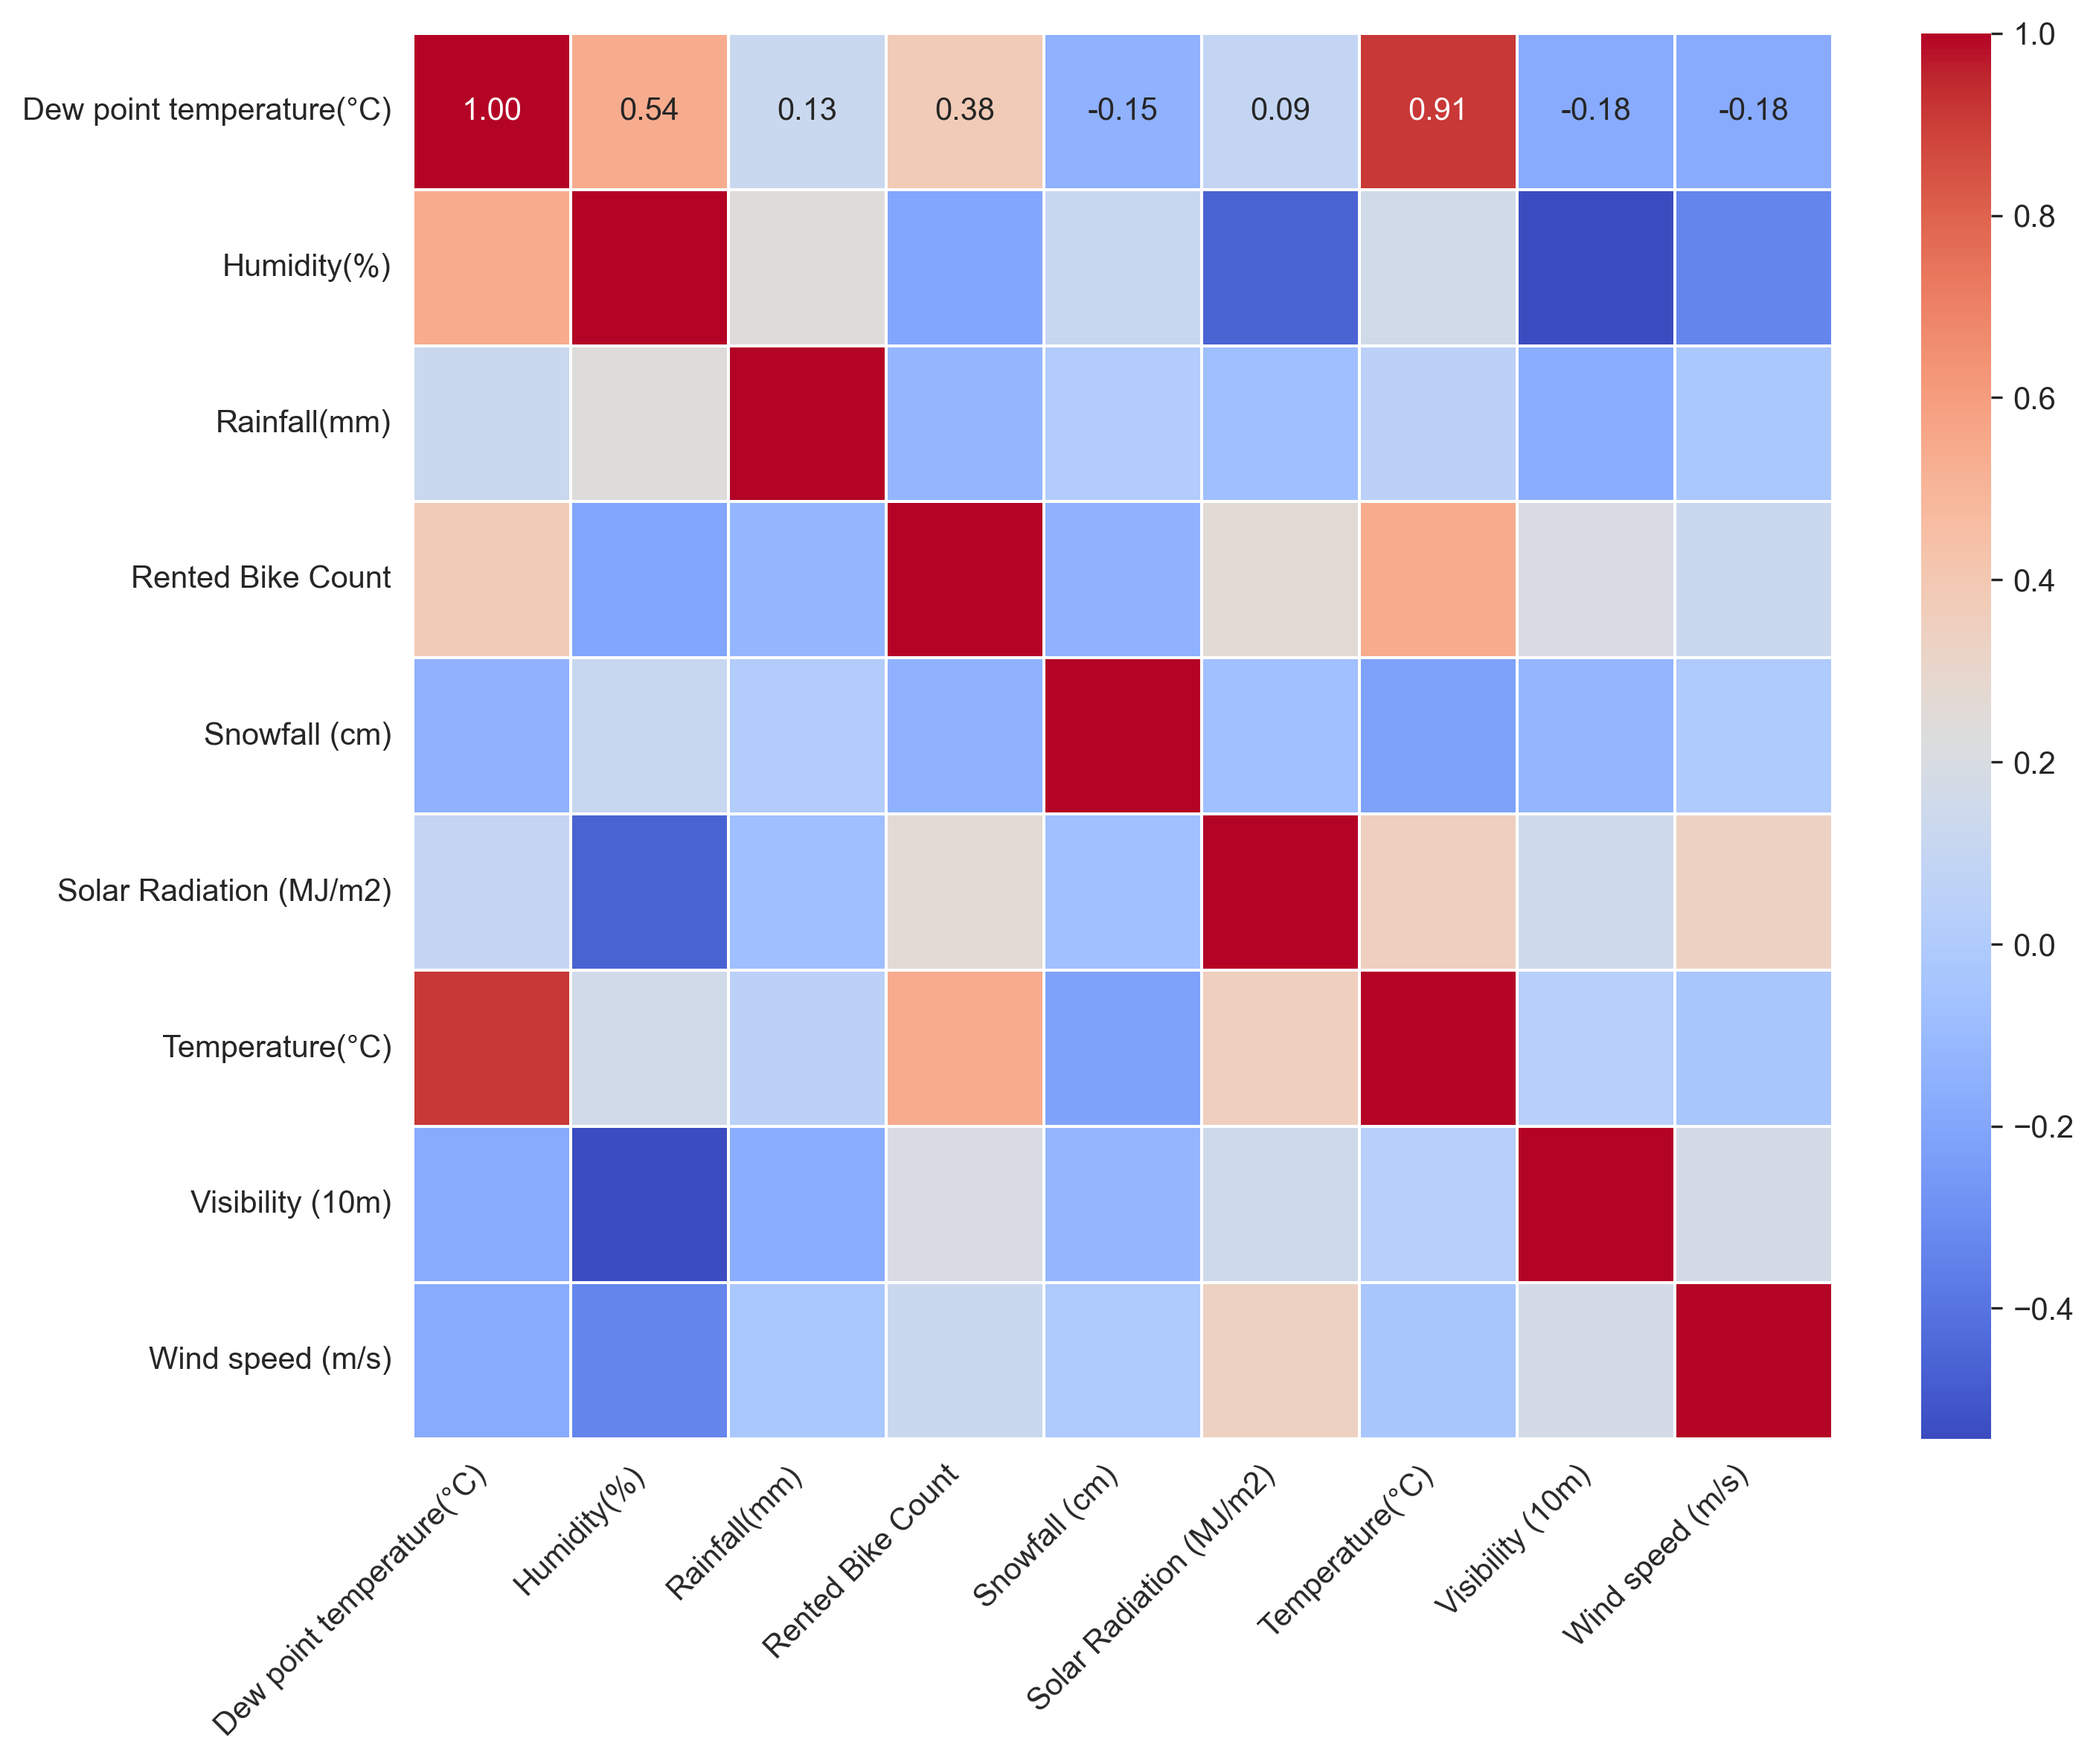 Dew point temperature(°C)
1.00 0.54 0.13 0.38 -0.15 0.09 0.91 -0.18 -0.18
Humidity(%)
Rainfall(mm)
Rented Bike Count
Snowfall (cm)
Solar Radiation (MJ/m2)
Temperature(°C)
Visibility (10m)
Wind speed (m/s)
Dew point temperature(°C)
Humidity(%)
Rainfall(mm)
Rented Bike Count
Snowfall (cm)
Solar Radiation (MJ/m2)
Temperature(°C)
Visibility (10m)
Wind speed (m/s)
1.0
0.8
0.6
0.4
0.2
0.0
−0.2
−0.4